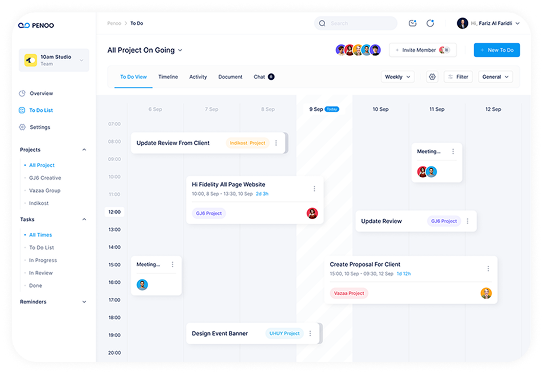 PENOO
Penoo
To Do
Search
Hi, Fariz Al Faridli
10am Studio
Team
All Project On Going
Invite Member
+ New To Do
To Do View
Timeline
Activity
Document
Chat
Weekly
Filter
General
Overview
To Do List
Settings
Projects
All Project
GJ6 Creative
Vazaa Group
Indikost
Tasks
All Times
To Do List
In Progress
In Review
Done
Reminders
6 Sep
7 Sep
8 Sep
9 Sep
Today
10 Sep
11 Sep
12 Sep
07:00
08:00
09:00
10:00
11:00
12:00
13:00
14:00
15:00
16:00
17:00
18:00
19:00
20:00
Update Review From Client
Indikost Project
Meeting...
Hi Fidelity All Page Website
10:00, 8 Sep - 13:30, 10 Sep 2d 3h
GJ6 Project
Update Review
GJ6 Project
Meeting...
Create Proposal For Client
15:00, 10 Sep - 09:30, 12 Sep 1d 12h
Vazaa Project
Design Event Banner
UHUY Project